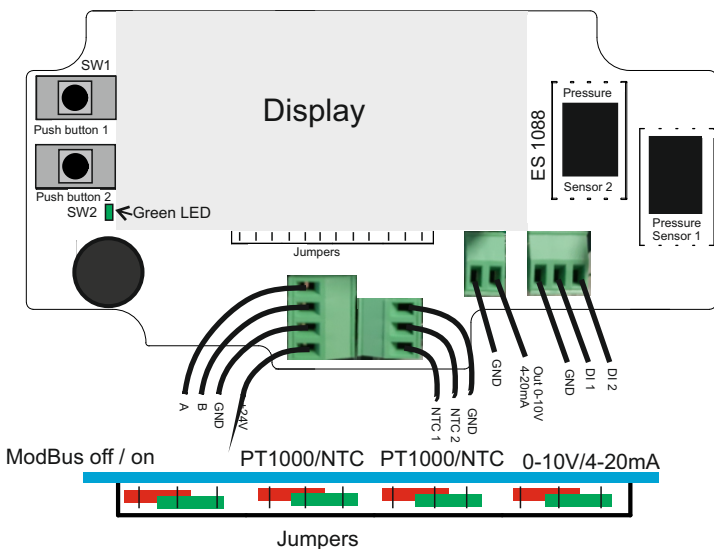 SW1
Push button 1
Push button 2
SW2
Green LED
Display
ES 1088
Pressure
Sensor 2
Pressure
Sensor 1
Jumpers
A
B
GND
+24V
NTC 1
NTC 2
GND
GND
Out 0-10V
4-20mA
GND
DI 1
DI 2
ModBus off / on
PT1000/NTC
PT1000/NTC
0-10V/4-20mA
Jumpers